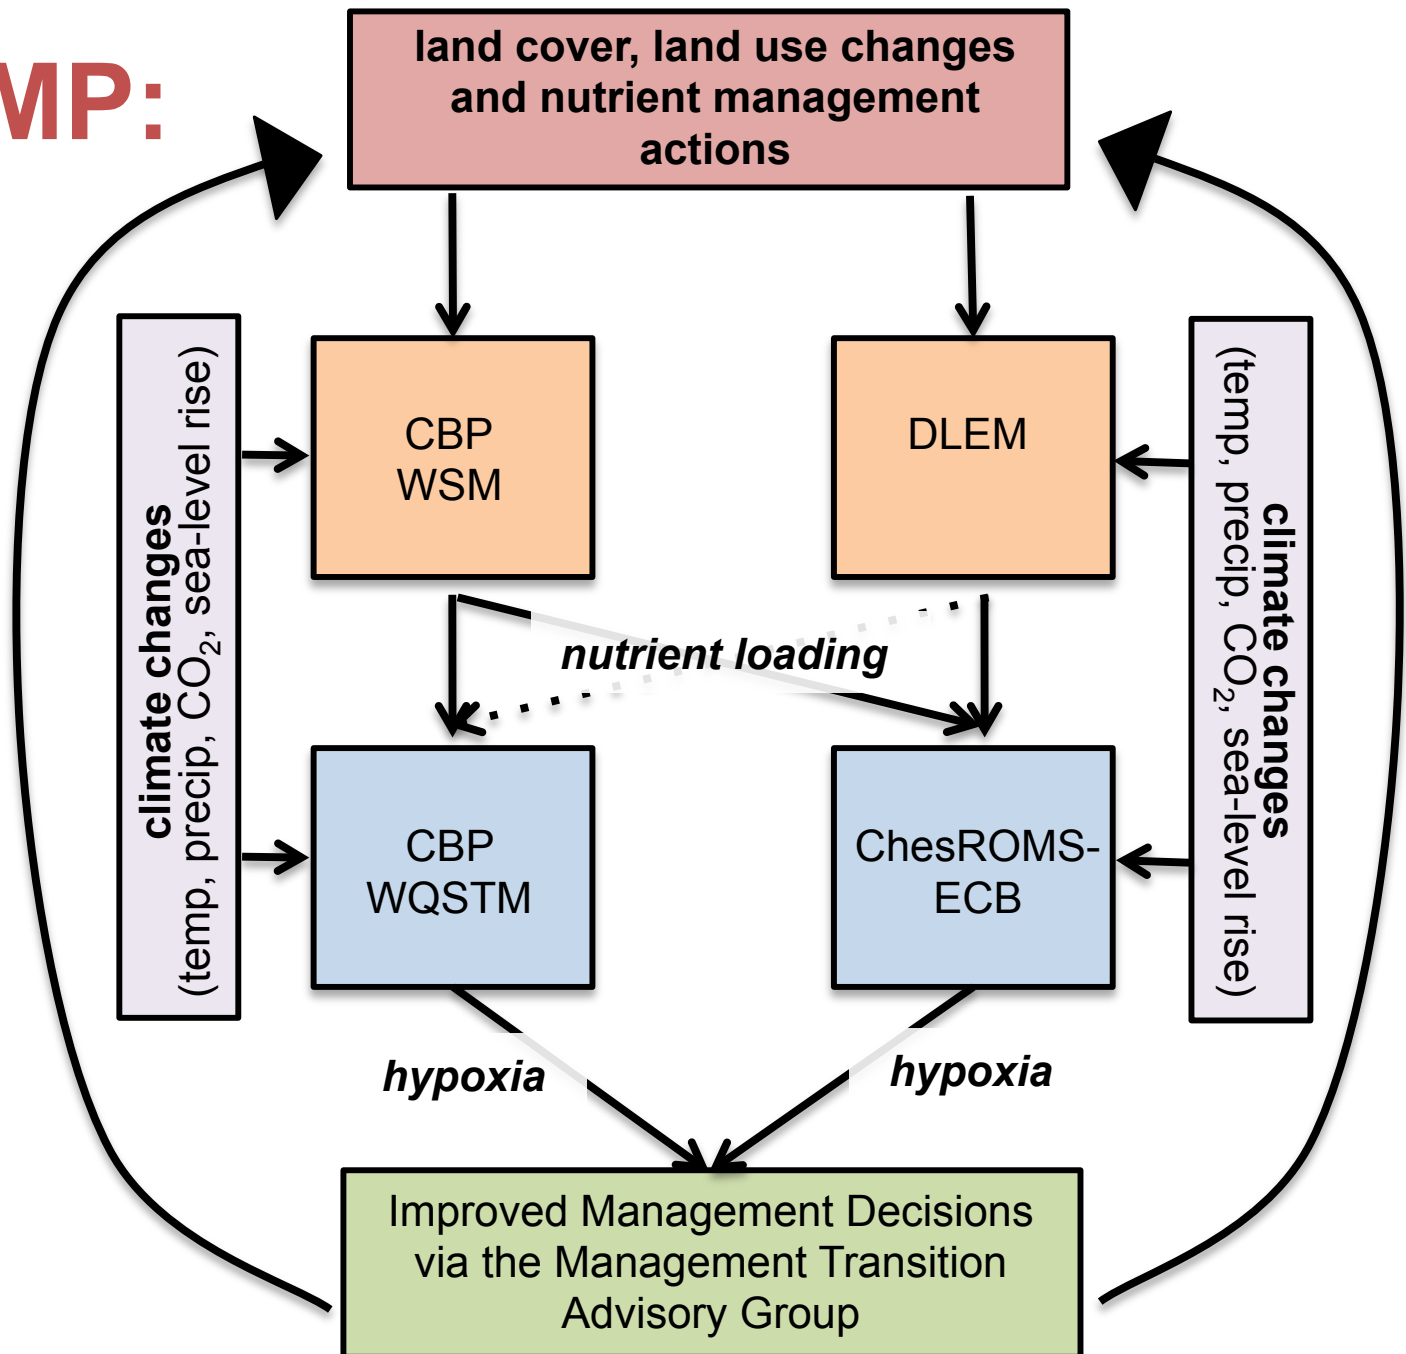 MP:
land cover, land use changes
and nutrient management
actions
climate changes
(temp, precip, CO₂, sea-level rise)
CBP
WSM
DLEM
climate changes
(temp, precip, CO₂, sea-level rise)
nutrient loading
CBP
WQSTM
ChesROMS-
ECB
hypoxia
hypoxia
Improved Management Decisions
via the Management Transition
Advisory Group